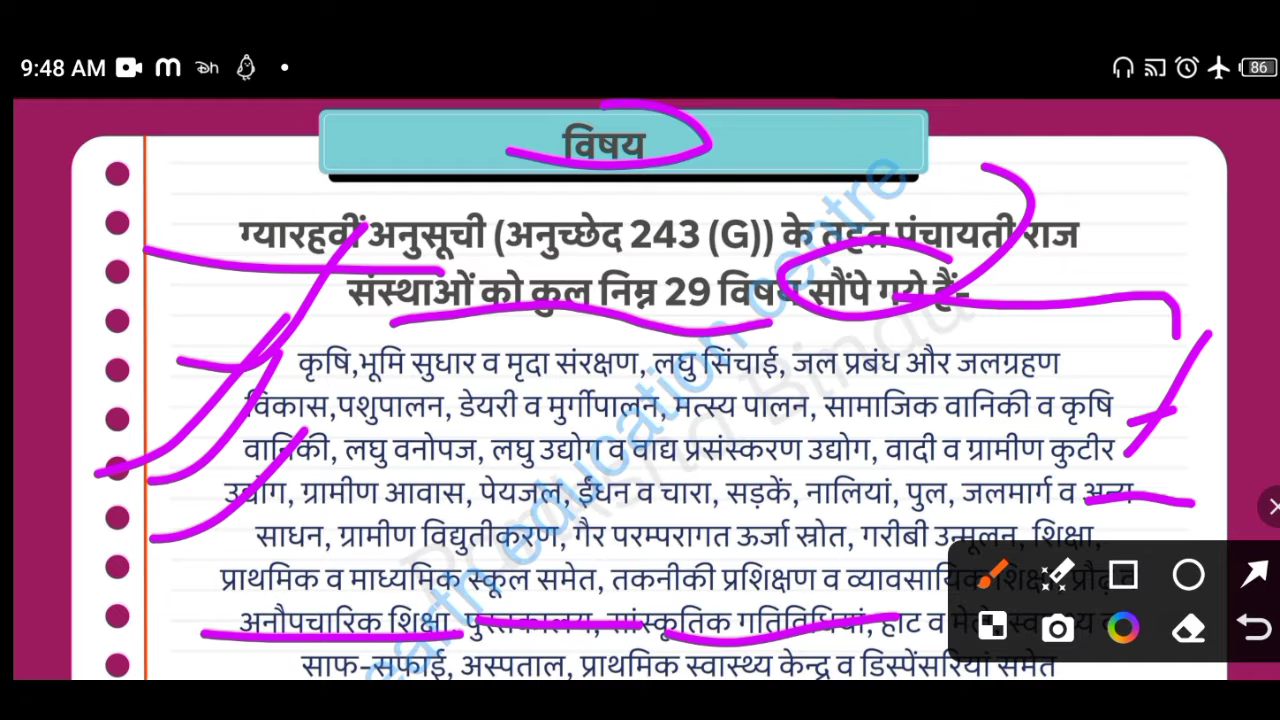 9:48 AM
86
विषय
ग्यारहवीं अनुसूची (अनुच्छेद 243 (G)) के तहत पंचायती राज
संस्थाओं को कुल निम्न 29 विषय सौंपे गये हैं-
कृषि,भूमि सुधार व मृदा संरक्षण, लघु सिंचाई, जल प्रबंध और जलग्रहण
विकास,पशुपालन, डेयरी व मुर्गीपालन, मत्स्य पालन, सामाजिक वानिकी व कृषि
वानिकी, लघु वनोपज, लघु उद्योग व वाद्य प्रसंस्करण उद्योग, वादी व ग्रामीण कुटीर
उद्योग, ग्रामीण आवास, पेयजल, ईंधन व चारा, सड़कें, नालियां, पुल, जलमार्ग व अन्य
साधन, ग्रामीण विद्युतीकरण, गैर परम्परागत ऊर्जा स्रोत, गरीबी उन्मूलन, शिक्षा,
प्राथमिक व माध्यमिक स्कूल समेत, तकनीकी प्रशिक्षण व व्यावसायिक शिक्षा, प्रौढ़ व
अनौपचारिक शिक्षा, पुस्तकालय, सांस्कृतिक गतिविधियां, हाट व मेले, स्वास्थ्य व
साफ-सफाई, अस्पताल, प्राथमिक स्वास्थ्य केन्द्र व डिस्पेंसरियां समेत
education centre